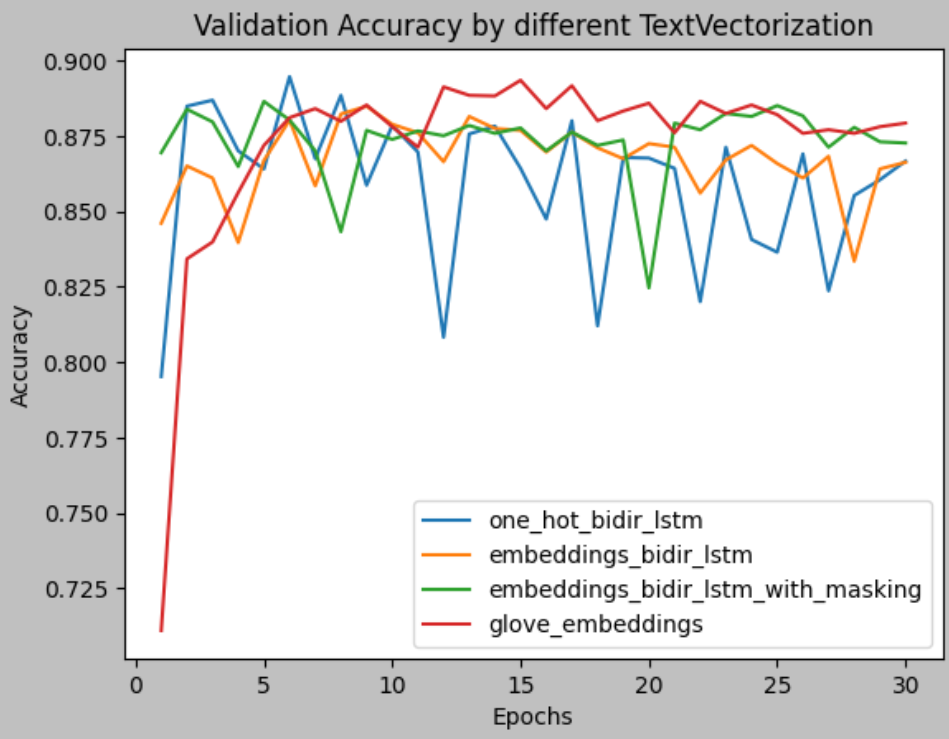 Validation Accuracy by different TextVectorization
0.900
0.875
0.850
0.825
0.800
0.775
0.750
0.725
Accuracy
one_hot_bidir_lstm
embeddings_bidir_lstm
embeddings_bidir_lstm_with_masking
glove_embeddings
0 5 10 15 20 25 30
Epochs